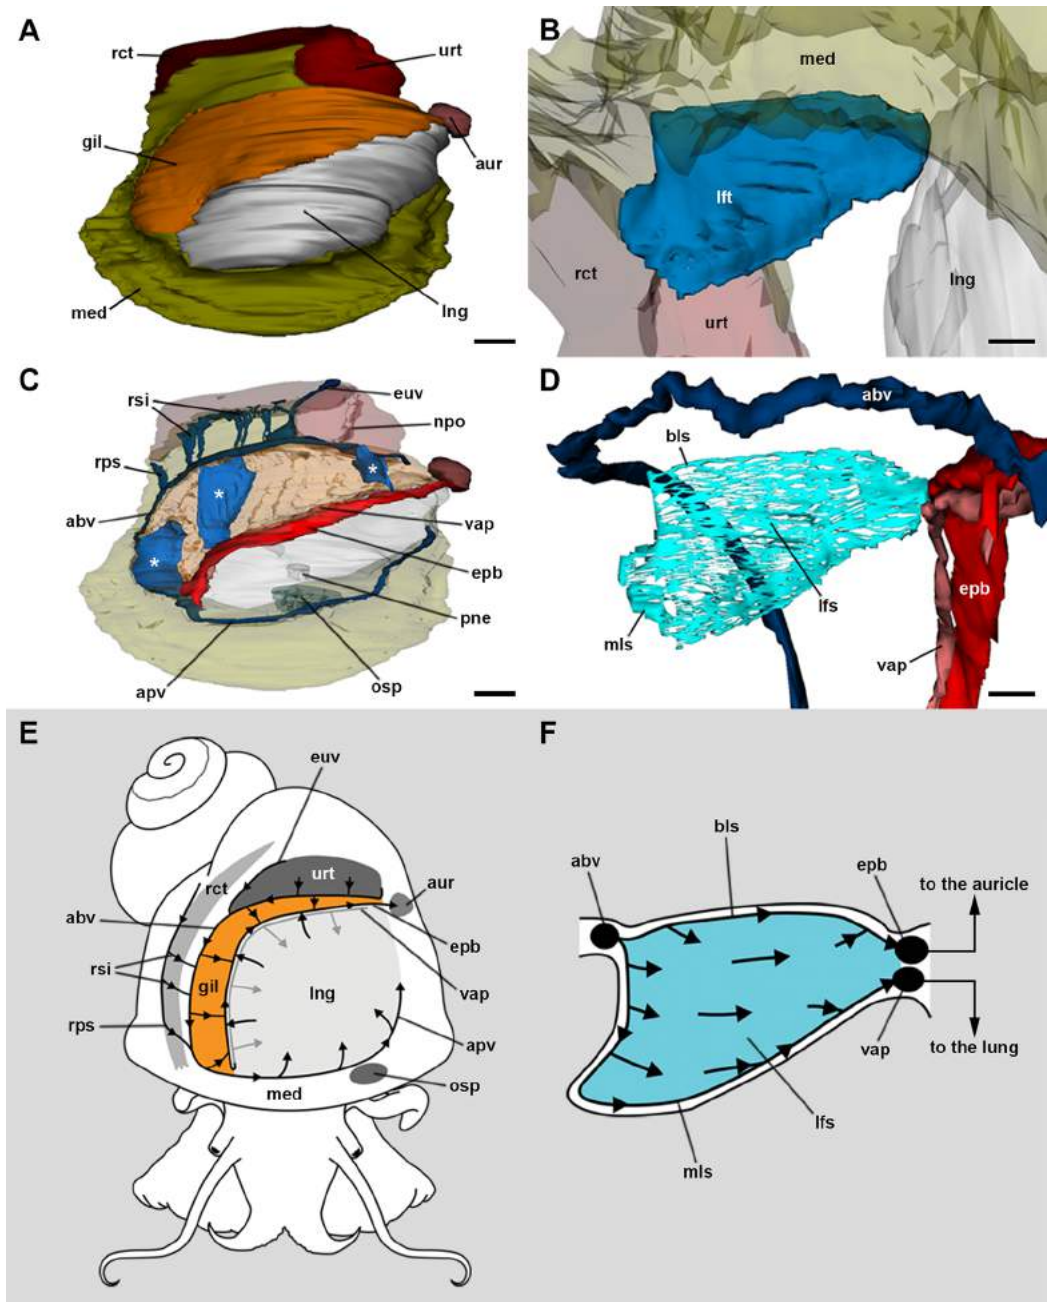 A
rct
urt
gil
aur
med
lng
B
med
lft
rct
lng
urt
C
rsi
euv
npo
rps
abv
*
*
*
vap
epb
pne
apv
osp
D
abv
bls
lfs
epb
mls
vap
E
euv
rct
urt
aur
abv
epb
rsi
gil
lng
vap
rps
apv
osp
med
F
bls
abv
epb
to the auricle
vap
to the lung
lfs
mls